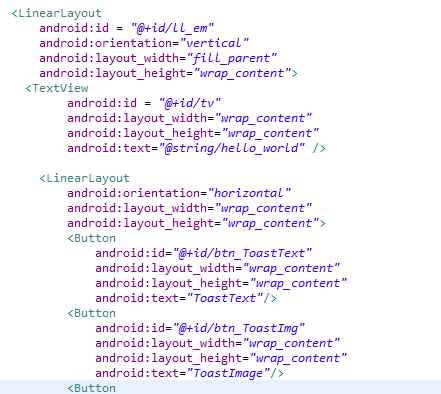 <LinearLayout
android:id = "@+id/ll_em"
android:orientation="vertical"
android:layout_width="fill_parent"
android:layout_height="wrap_content">
<TextView
android:id = "@+id/tv"
android:layout_width="wrap_content"
android:layout_height="wrap_content"
android:text="@string/hello_world" />
<LinearLayout
android:orientation="horizontal"
android:layout_width="wrap_content"
android:layout_height="wrap_content">
<Button
android:id="@+id/btn_ToastText"
android:layout_width="wrap_content"
android:layout_height="wrap_content"
android:text="ToastText"/>
<Button
android:id="@+id/btn_ToastImg"
android:layout_width="wrap_content"
android:layout_height="wrap_content"
android:text="ToastImage"/>
<Button